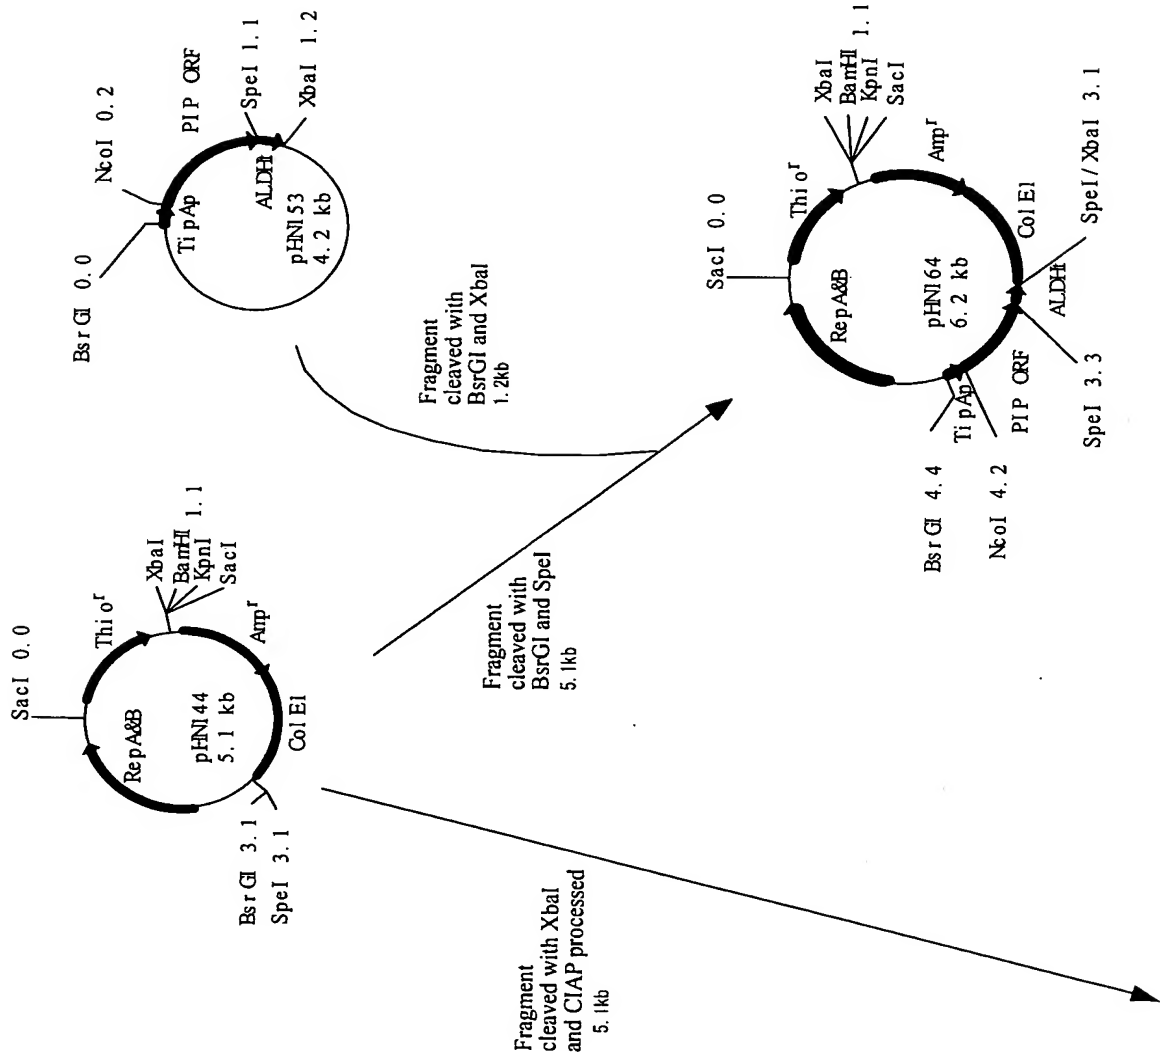 SacI 0.0
Thio^r
XbaI
BamHI 1.1
KpnI
SacI
Amp^r
ColE1
RepA&B
pHN144
5.1 kb
BsrGI 3.1
SpeI 3.1
BsrGI 0.0
NcoI 0.2
TipAp
PIP ORF
SpeI 1.1
ALDHt
XbaI 1.2
pHN153
4.2 kb
Fragment
cleaved with
BsrGI and XbaI
1.2kb
Fragment
cleaved with
BsrGI and SpeI
5.1kb
Fragment
cleaved with XbaI
and CIAP processed
5.1kb
SacI 0.0
Thio^r
XbaI
BamHI 1.1
KpnI
SacI
Amp^r
ColE1
RepA&B
pHN164
6.2 kb
SpeI/XbaI 3.1
ALDHt
SpeI 3.3
PIP ORF
TipAp
NcoI 4.2
BsrGI 4.4